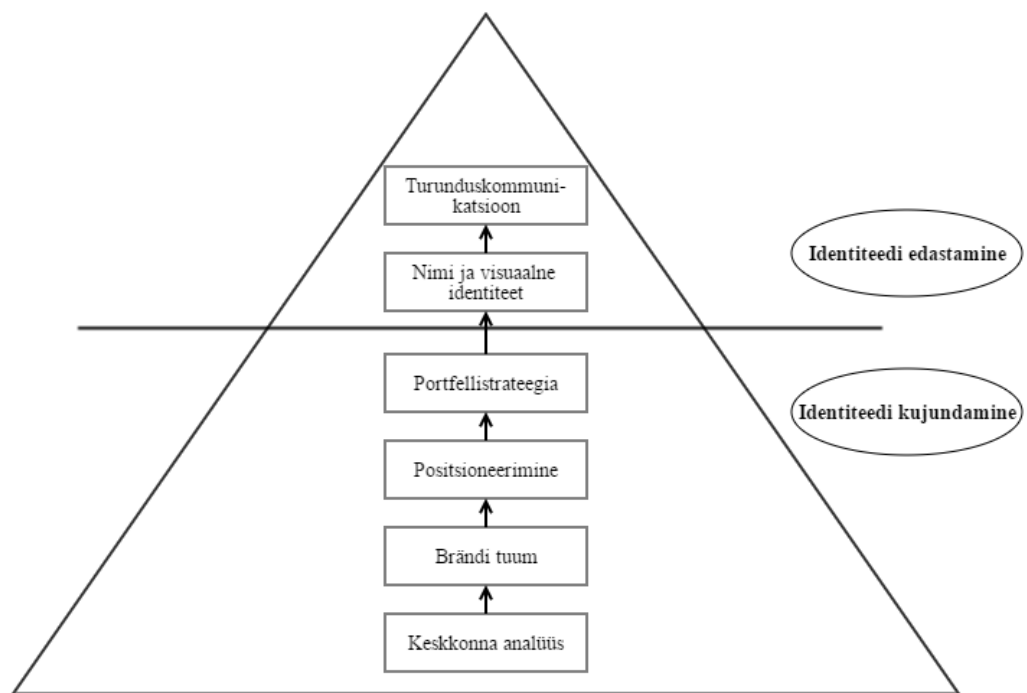 Turunduskommuni-
katsioon
Nimi ja visuaalne
identiteet
Identiteedi edastamine
Portfellistrateegia
Identiteedi kujundamine
Positsioneerimine
Brändi tuum
Keskkonna analüüs